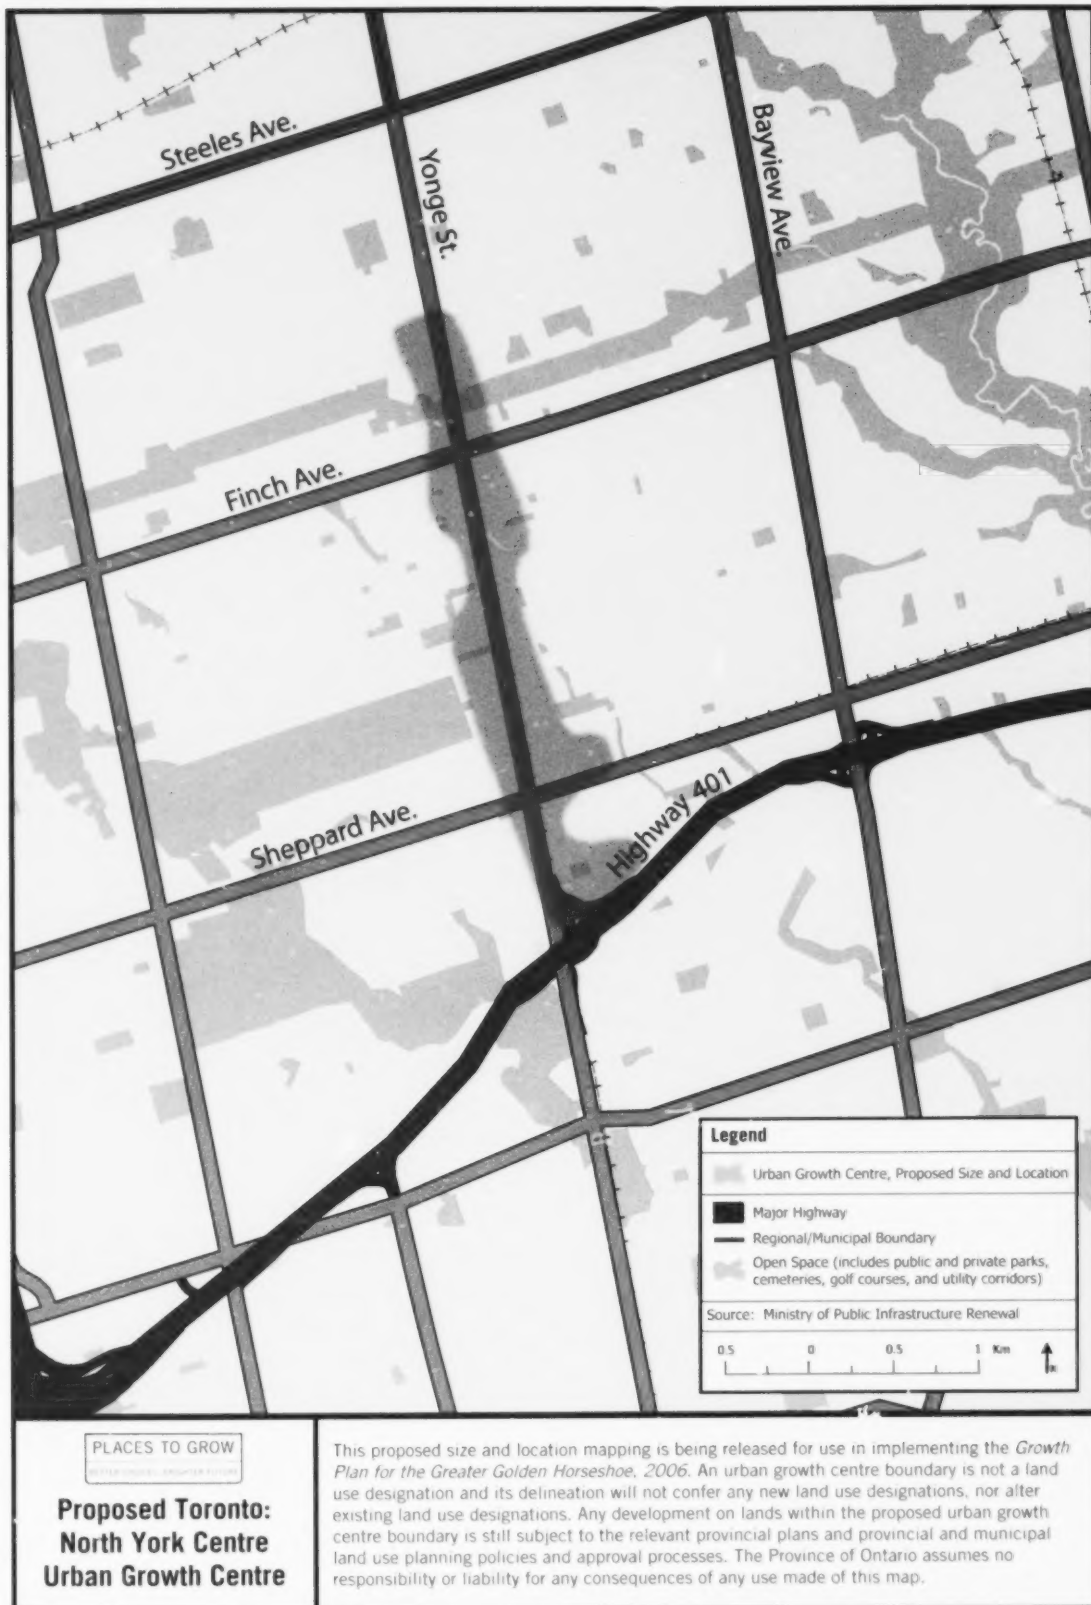 Steeles Ave.
Yonge St.
Bayview Ave.
Finch Ave.
Sheppard Ave.
Highway 401
Legend
Urban Growth Centre, Proposed Size and Location
Major Highway
Regional/Municipal Boundary
Open Space (includes public and private parks,
cemeteries, golf courses, and utility corridors)
Source: Ministry of Public Infrastructure Renewal
0.5 0 0.5 1 Km
PLACES TO GROW
Proposed Toronto:
North York Centre
Urban Growth Centre
This proposed size and location mapping is being released for use in implementing the Growth
Plan for the Greater Golden Horseshoe, 2006. An urban growth centre boundary is not a land
use designation and its delineation will not confer any new land use designations, nor alter
existing land use designations. Any development on lands within the proposed urban growth
centre boundary is still subject to the relevant provincial plans and provincial and municipal
land use planning policies and approval processes. The Province of Ontario assumes no
responsibility or liability for any consequences of any use made of this map.